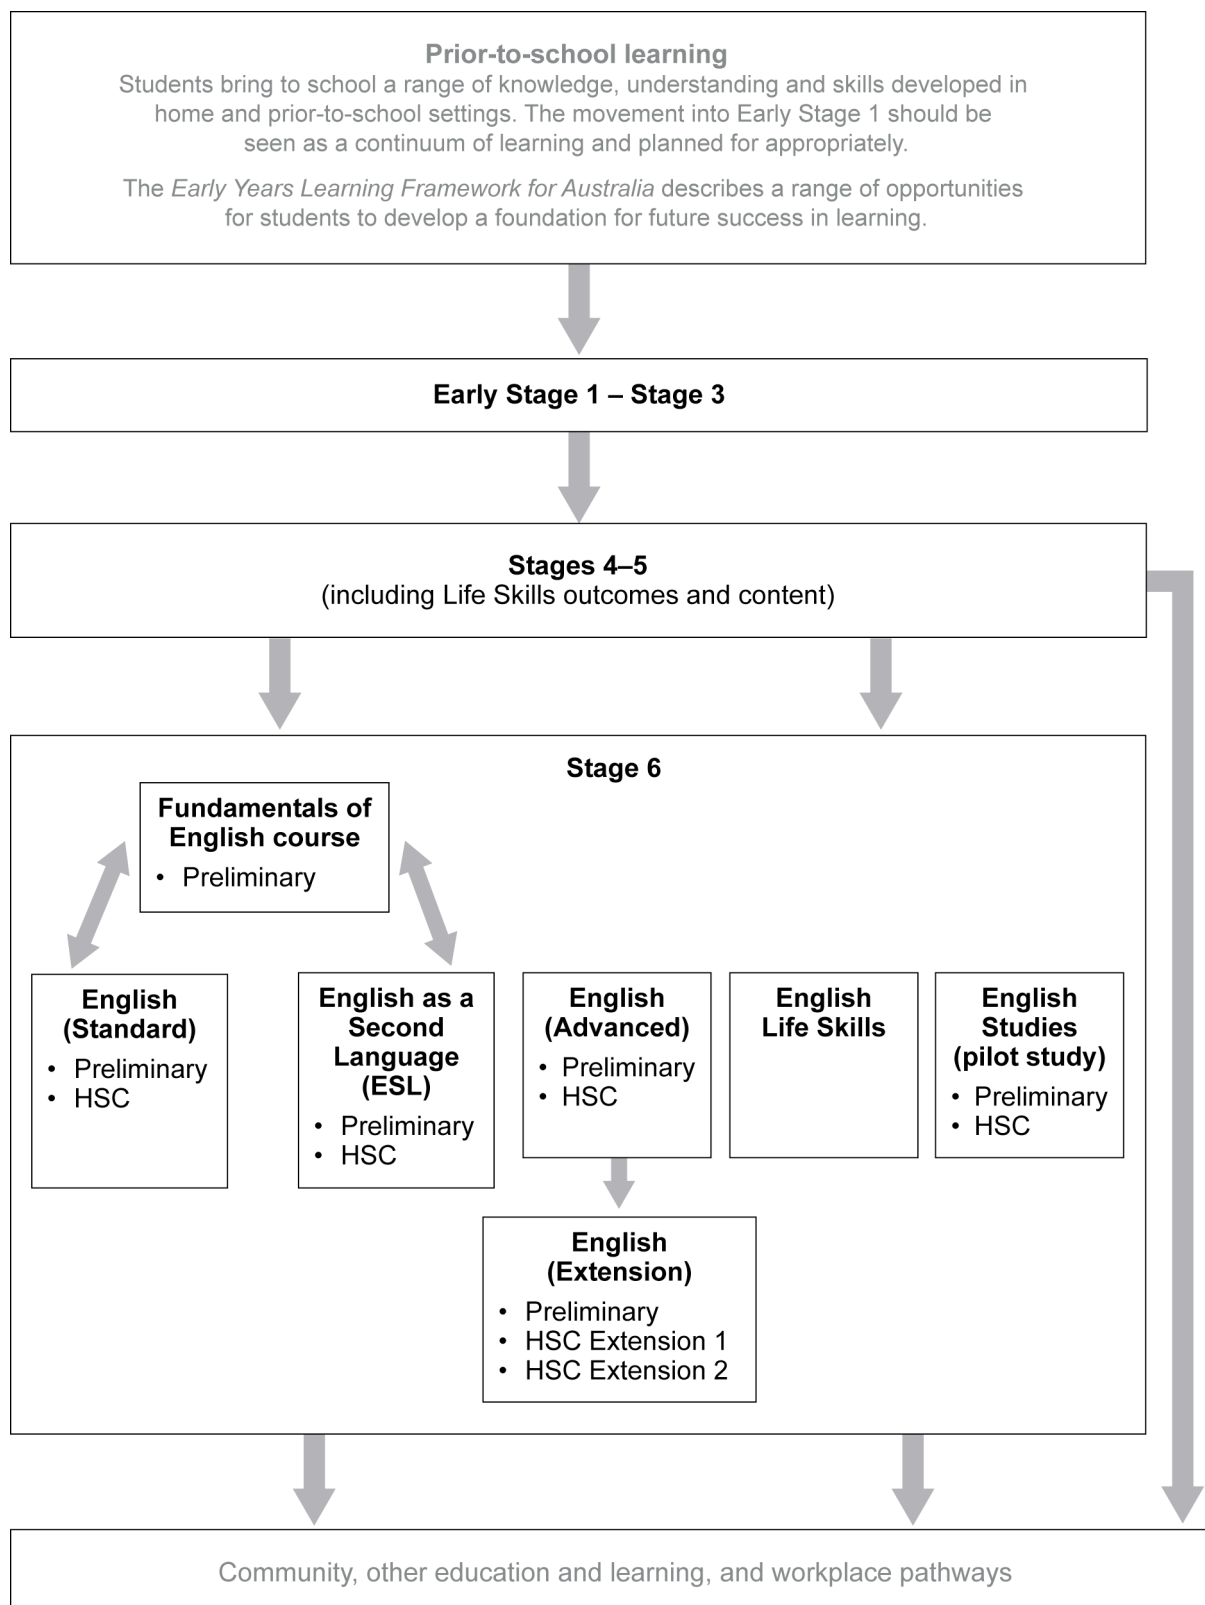 Prior-to-school learning
Students bring to school a range of knowledge, understanding and skills developed in
home and prior-to-school settings. The movement into Early Stage 1 should be
seen as a continuum of learning and planned for appropriately.
The Early Years Learning Framework for Australia describes a range of opportunities
for students to develop a foundation for future success in learning.
Early Stage 1 – Stage 3
Stages 4–5
(including Life Skills outcomes and content)
Stage 6
Fundamentals of
English course
• Preliminary
English
(Standard)
• Preliminary
• HSC
English as a
Second
Language
(ESL)
• Preliminary
• HSC
English
(Advanced)
• Preliminary
• HSC
English
Life Skills
English
Studies
(pilot study)
• Preliminary
• HSC
English
(Extension)
• Preliminary
• HSC Extension 1
• HSC Extension 2
Community, other education and learning, and workplace pathways